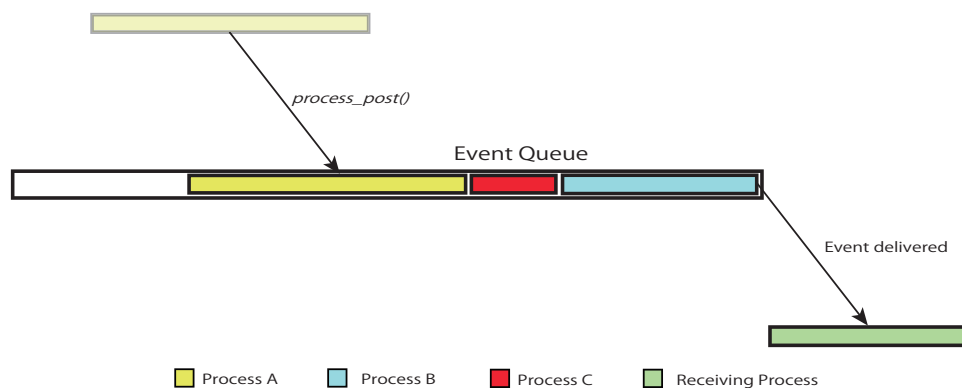 process_post()
Event Queue
Event delivered
Process A
Process B
Process C
Receiving Process